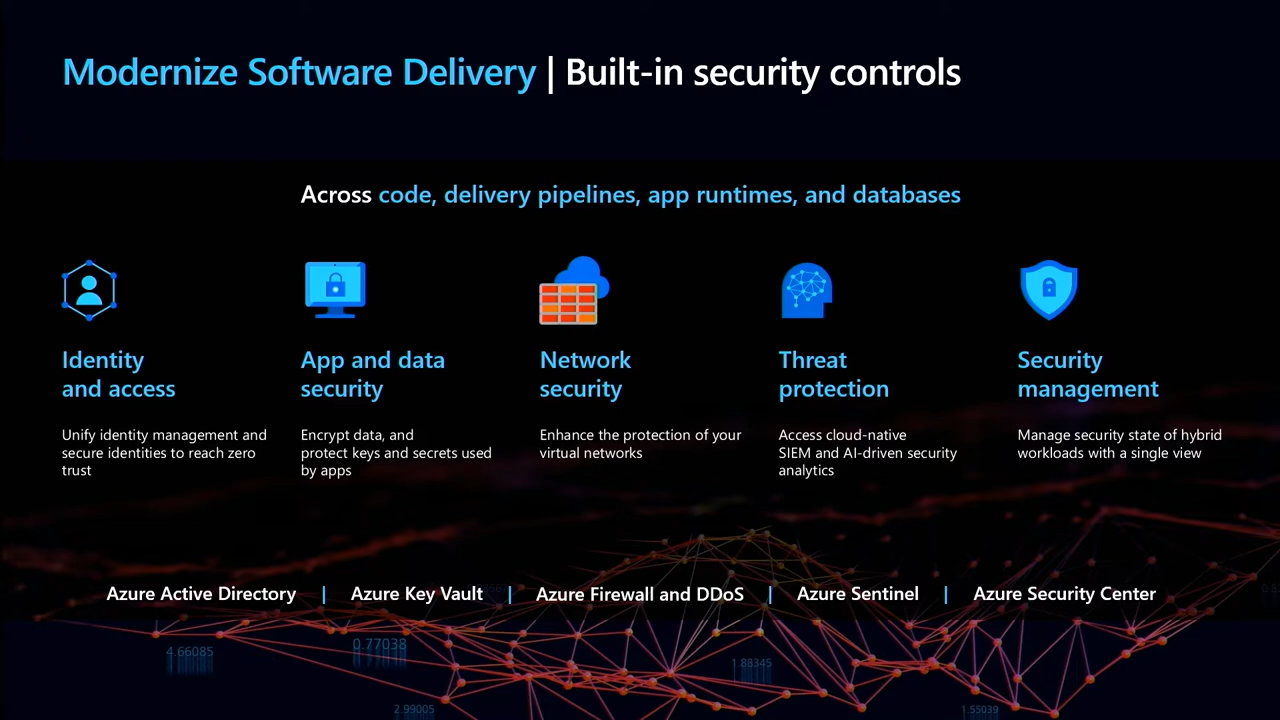 Modernize Software Delivery | Built-in security controls
Across code, delivery pipelines, app runtimes, and databases
Identity
and access
Unify identity management and
secure identities to reach zero
trust
App and data
security
Encrypt data, and
protect keys and secrets used
by apps
Network
security
Enhance the protection of your
virtual networks
Threat
protection
Access cloud-native
SIEM and AI-driven security
analytics
Security
management
Manage security state of hybrid
workloads with a single view
Azure Active Directory | Azure Key Vault | Azure Firewall and DDoS | Azure Sentinel | Azure Security Center
0.77038
4.66085
1.88345
2.99005
1.55039